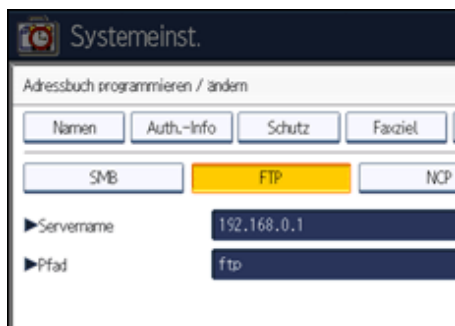 Systemeinst.
Adressbuch programmieren / ändern
Namen Auth.-Info Schutz Faxziel
SMB FTP NCP
►Servername 192.168.0.1
►Pfad ftp